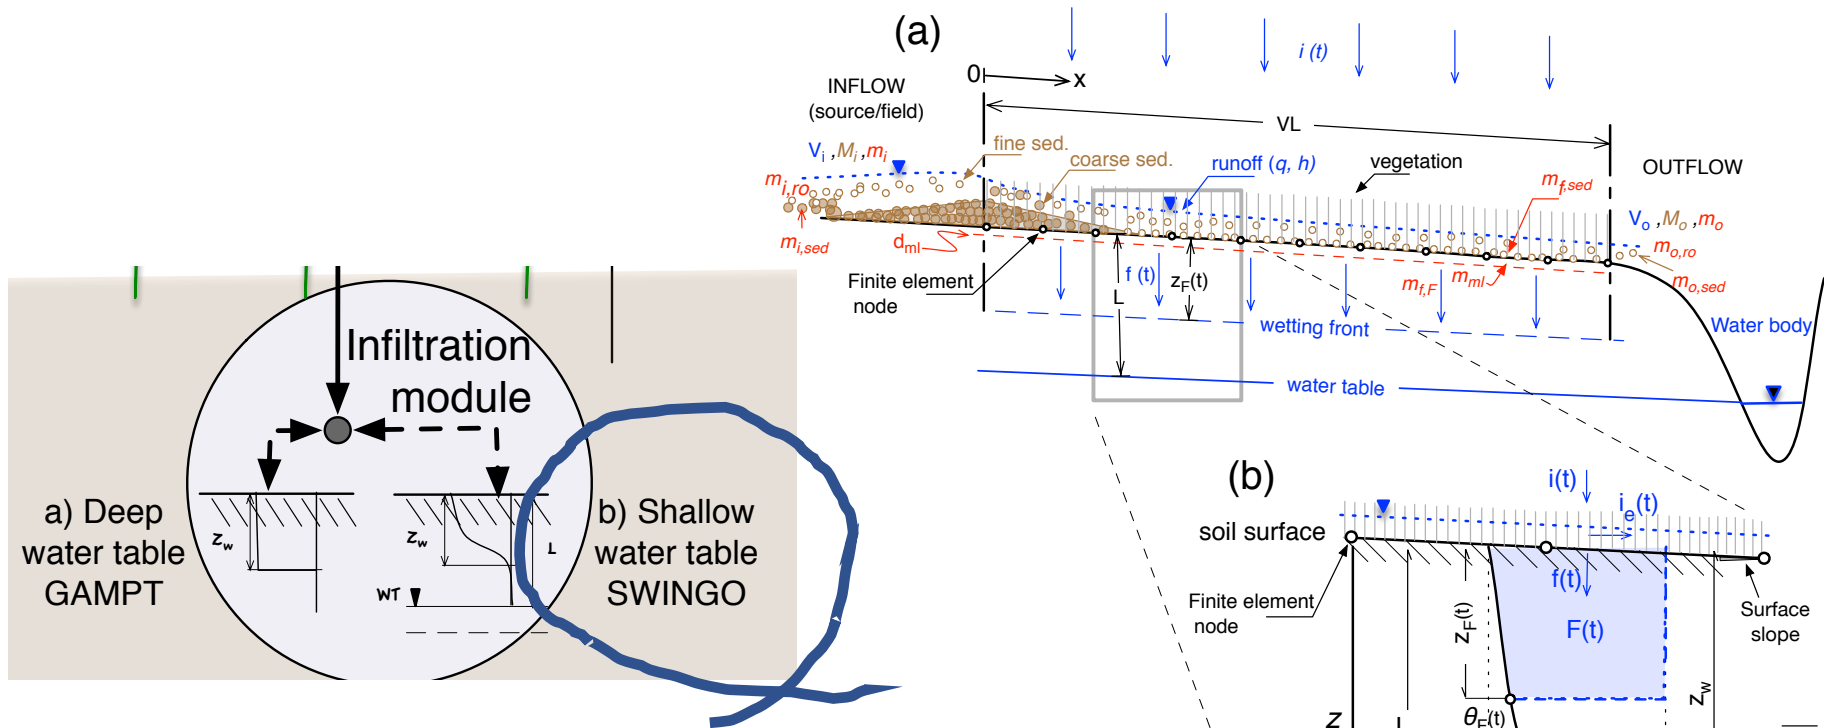 Infiltration
module
a) Deep
water table
GAMPT
z_w
z_w
L
WT
b) Shallow
water table
SWINGO
(a)
i (t)
0
x
INFLOW
(source/field)
VL
V_i ,M_i ,m_i
fine sed.
coarse sed.
runoff (q, h)
vegetation
OUTFLOW
m_i,ro
m_i,sed
d_ml
m_f,sed
V_o ,M_o ,m_o
m_o,ro
m_o,sed
Finite element
node
f (t)
z_F(t)
L
m_f,F
m_ml
wetting front
water table
Water body
(b)
i(t)
i_e(t)
soil surface
Finite element
node
f(t)
z_F(t)
F(t)
Surface
slope
z_w
θ_F(t)
z